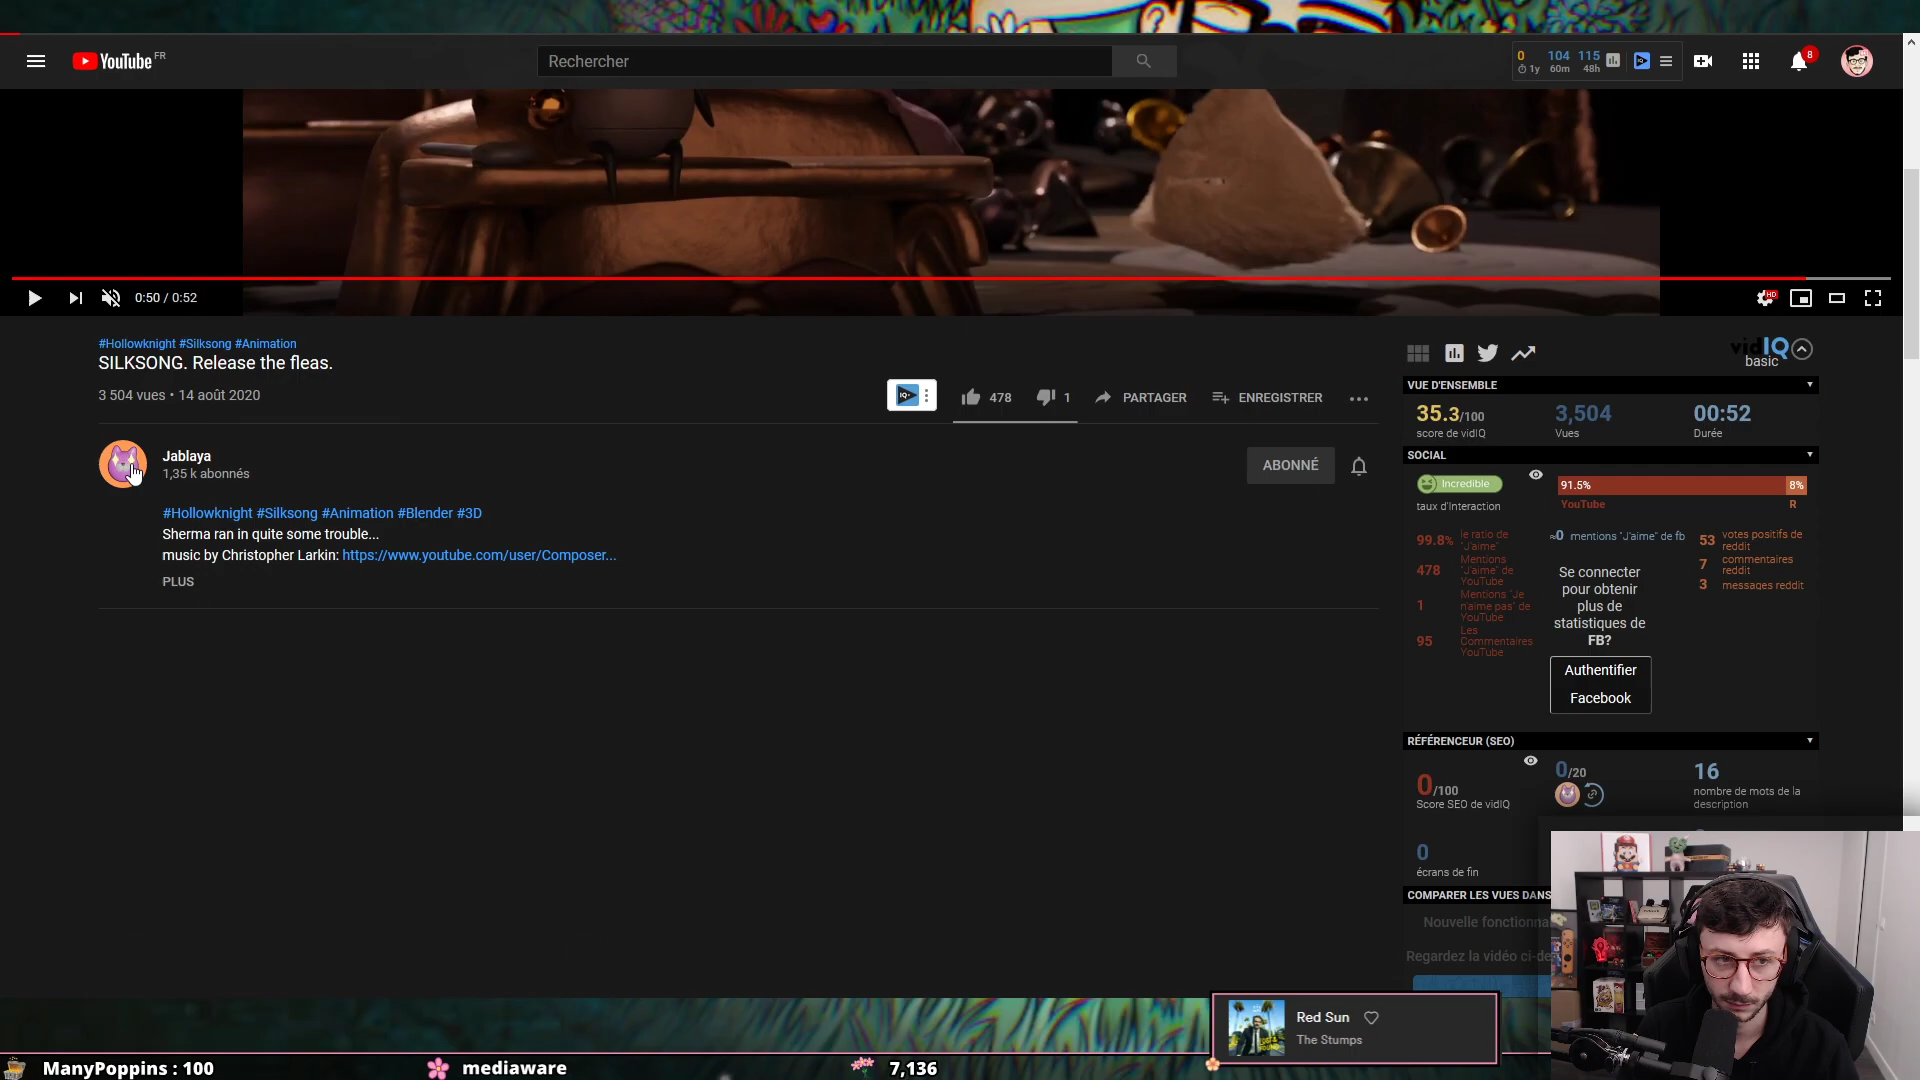 YouTube FR
Rechercher
0 104 115
1y 60m 48h
8
0:50 / 0:52
HD
#Hollowknight #Silksong #Animation
SILKSONG. Release the fleas.
3 504 vues • 14 août 2020
478
1
PARTAGER
ENREGISTRER
Jablaya
1,35 k abonnés
ABONNÉ
#Hollowknight #Silksong #Animation #Blender #3D
Sherma ran in quite some trouble...
music by Christopher Larkin: https://www.youtube.com/user/Composer...
PLUS
vidIQ
basic
VUE D'ENSEMBLE
35.3/100
score de vidIQ
3,504
Vues
00:52
Durée
SOCIAL
Incredible
taux d'Interaction
91.5%
8%
YouTube
R
99.8% le ratio de
"J'aime"
478 Mentions
"J'aime" de
YouTube
1 Mentions "Je
n'aime pas" de
YouTube
95 Les
Commentaires
YouTube
≈0 mentions "J'aime" de fb
Se connecter
pour obtenir
plus de
statistiques de
FB?
Authentifier
Facebook
53 votes positifs de
reddit
7 commentaires
reddit
3 messages reddit
RÉFÉRENCEUR (SEO)
0/100
Score SEO de vidIQ
0/20
16
nombre de mots de la
description
0
écrans de fin
COMPARER LES VUES DANS
Nouvelle fonctionna
Regardez la vidéo ci-de
Red Sun
The Stumps
ManyPoppins : 100
mediaware
7,136